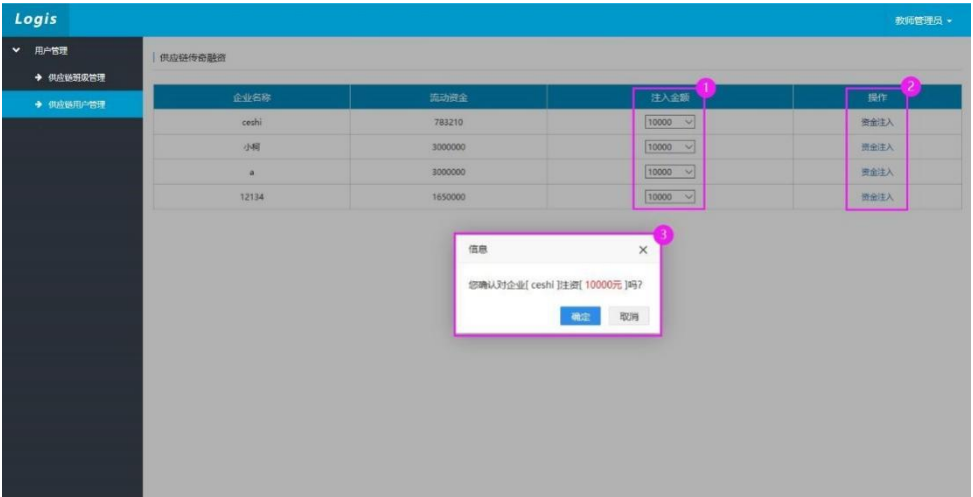 Logis
教师管理员
用户管理
供应链传奇融资
供应链班级管理
供应链用户管理
企业名称 流动资金 注入金额 1 操作 2
ceshi 783210 10000 资金注入
小柯 3000000 10000 资金注入
a 3000000 10000 资金注入
12134 1650000 10000 资金注入
3
信息
您确认对企业[ ceshi ]注资[ 10000元 ]吗?
确定 取消